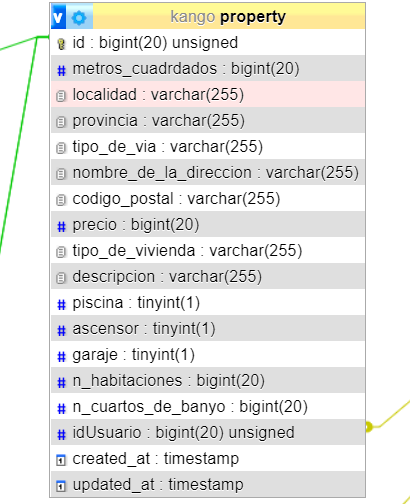 v kango property
id : bigint(20) unsigned
# metros_cuadrdados : bigint(20)
localidad : varchar(255)
provincia : varchar(255)
tipo_de_via : varchar(255)
nombre_de_la_direccion : varchar(255)
codigo_postal : varchar(255)
# precio : bigint(20)
tipo_de_vivienda : varchar(255)
descripcion : varchar(255)
# piscina : tinyint(1)
# ascensor : tinyint(1)
# garaje : tinyint(1)
# n_habitaciones : bigint(20)
# n_cuartos_de_banyo : bigint(20)
# idUsuario : bigint(20) unsigned
created_at : timestamp
updated_at : timestamp